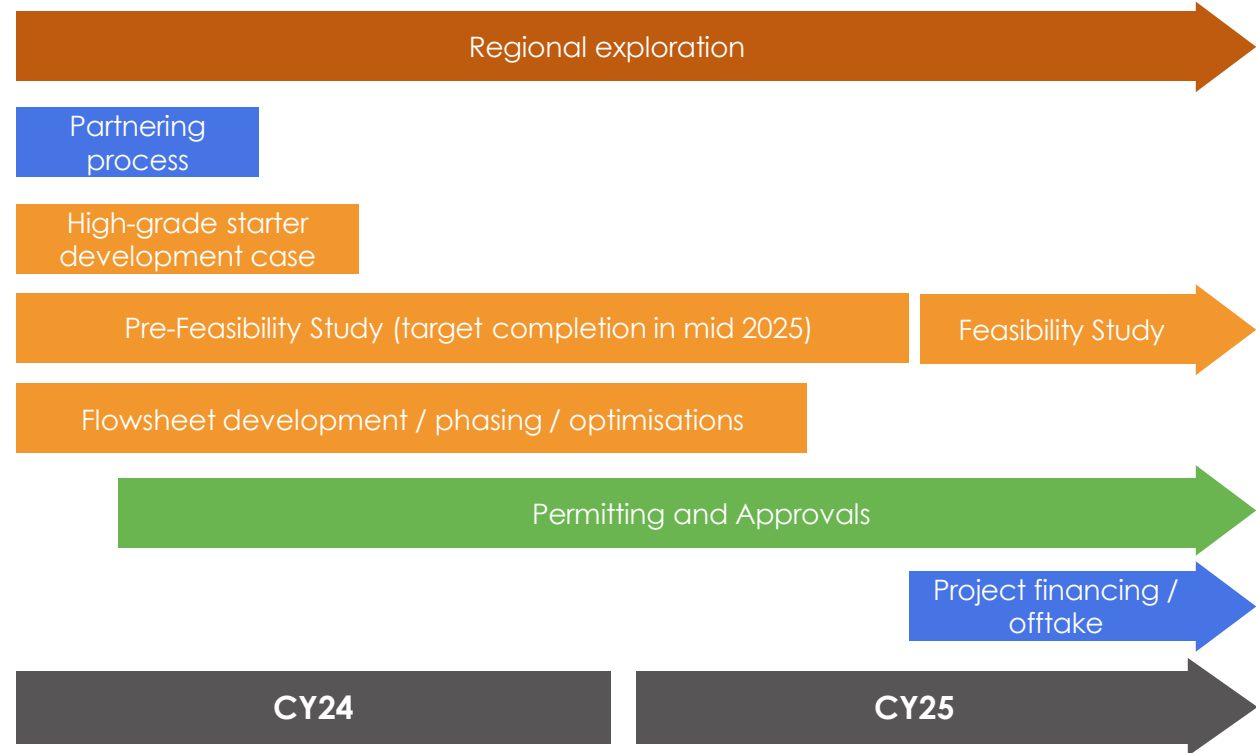 Regional exploration
Partnering
process
High-grade starter
development case
Pre-Feasibility Study (target completion in mid 2025)
Feasibility Study
Flowsheet development / phasing / optimisations
Permitting and Approvals
Project financing /
offtake
CY24
CY25